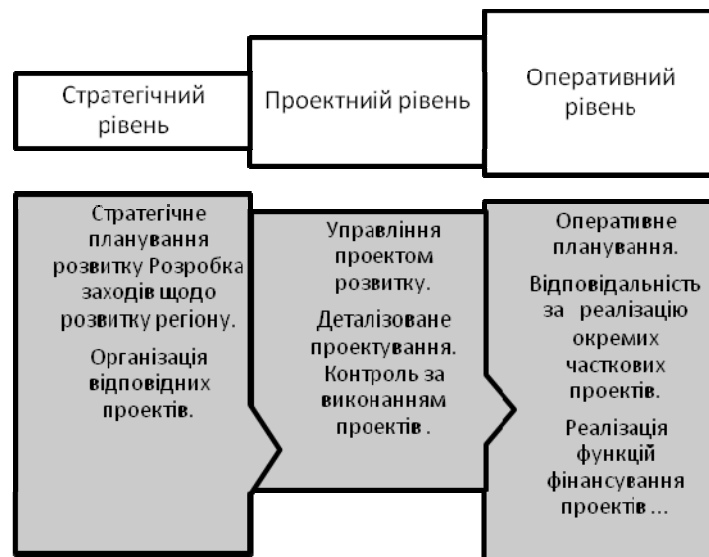 Стратегічний
рівень
Проектниій рівень
Оперативний
рівень
Стратегічне
планування
розвитку Розробка
заходів щодо
розвитку регіону.
Організація
відповідних
проектів.
Управління
проектом
розвитку.
Деталізоване
проектування.
Контроль за
виконанням
проектів .
Оперативне
планування.
Відповідальність
за реалізацію
окремих
часткових
проектів.
Реалізація
функцій
фінансування
проектів ...